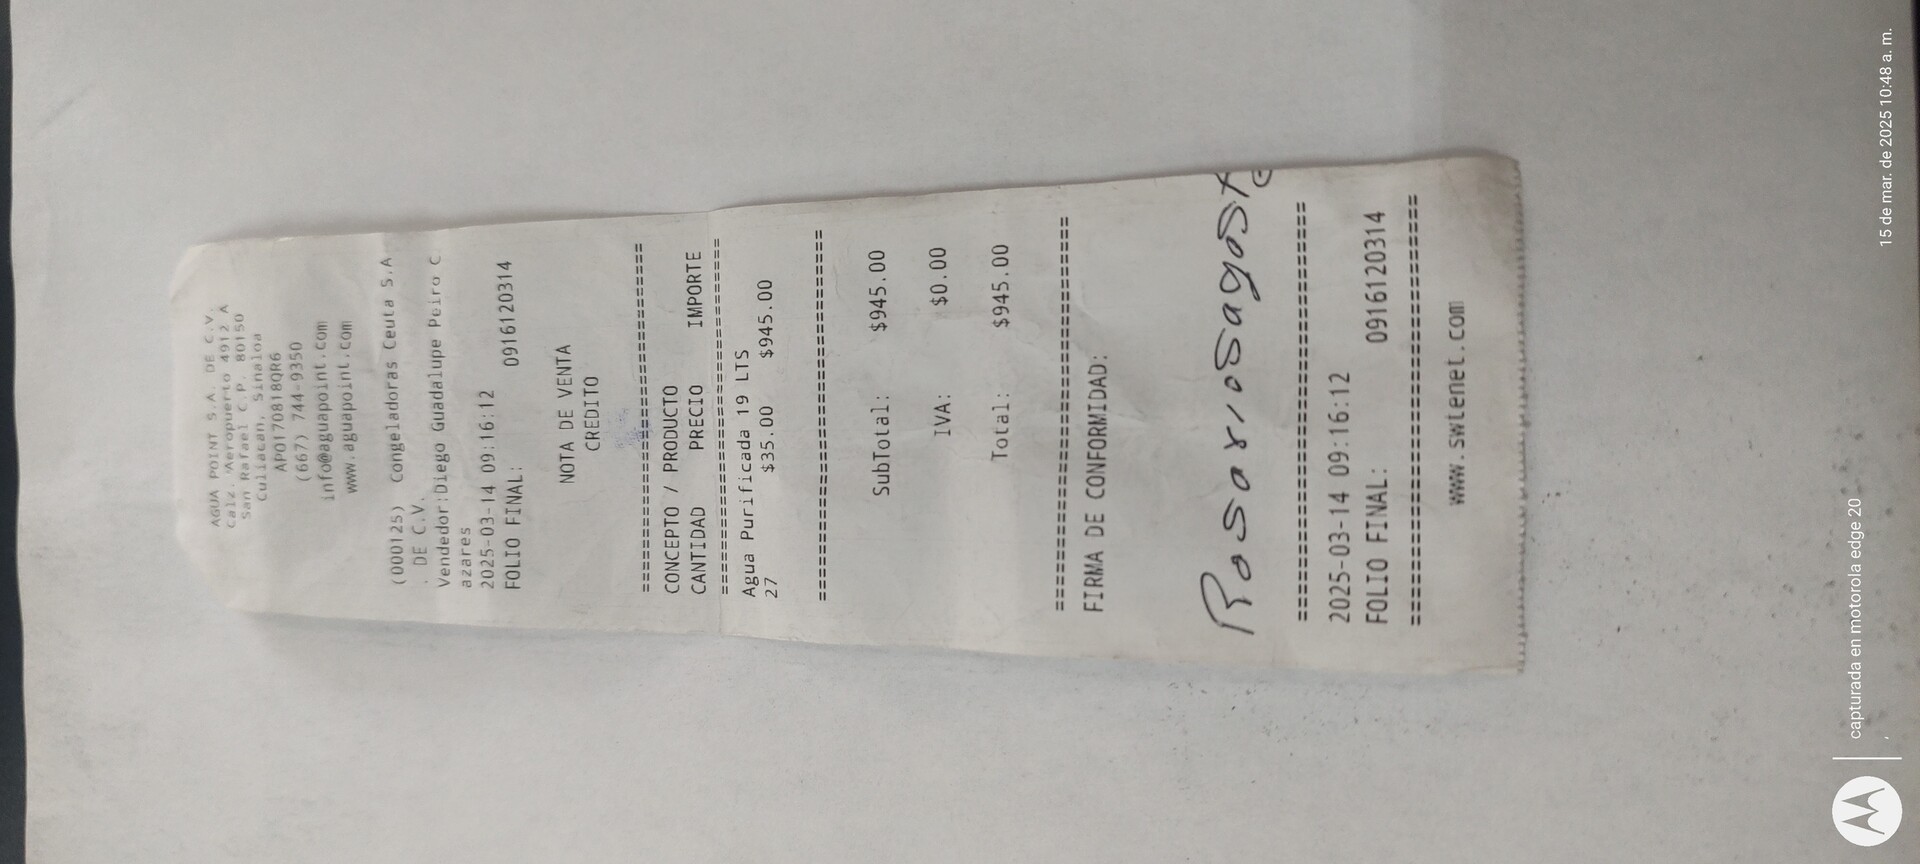 AGUA POINT S.A. DE C.V.
Calz. Aeropuerto 4912 A
San Rafael C.P. 80150
Culiacan, Sinaloa
APO170818QR6
(667) 744-9350
info@aguapoint.com
www.aguapoint.com
(000125) Congeladoras Ceuta S.A
. DE C.V.
Vendedor:Diego Guadalupe Peiro C
azares
2025-03-14 09:16:12
FOLIO FINAL: 0916120314
NOTA DE VENTA
CREDITO
================================
CONCEPTO / PRODUCTO
CANTIDAD PRECIO IMPORTE
================================
Agua Purificada 19 LTS
27 $35.00 $945.00
================================
SubTotal: $945.00
IVA: $0.00
Total: $945.00
================================
FIRMA DE CONFORMIDAD:
Rosario Sagaste
================================
2025-03-14 09:16:12
FOLIO FINAL: 0916120314
================================
www.swtenet.com
capturada en motorola edge 20
15 de mar. de 2025 10:48 a. m.